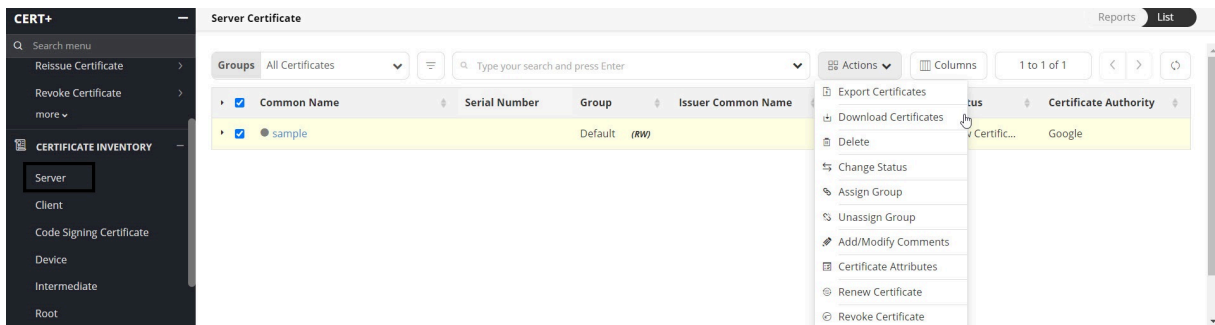 CERT+
Server Certificate
Reports List
Search menu
Reissue Certificate
Revoke Certificate
more
CERTIFICATE INVENTORY
Server
Client
Code Signing Certificate
Device
Intermediate
Root
Groups All Certificates
Type your search and press Enter
Actions
Columns
1 to 1 of 1
Common Name Serial Number Group Issuer Common Name tus Certificate Authority
sample Default (RW) Certific... Google
Export Certificates
Download Certificates
Delete
Change Status
Assign Group
Unassign Group
Add/Modify Comments
Certificate Attributes
Renew Certificate
Revoke Certificate